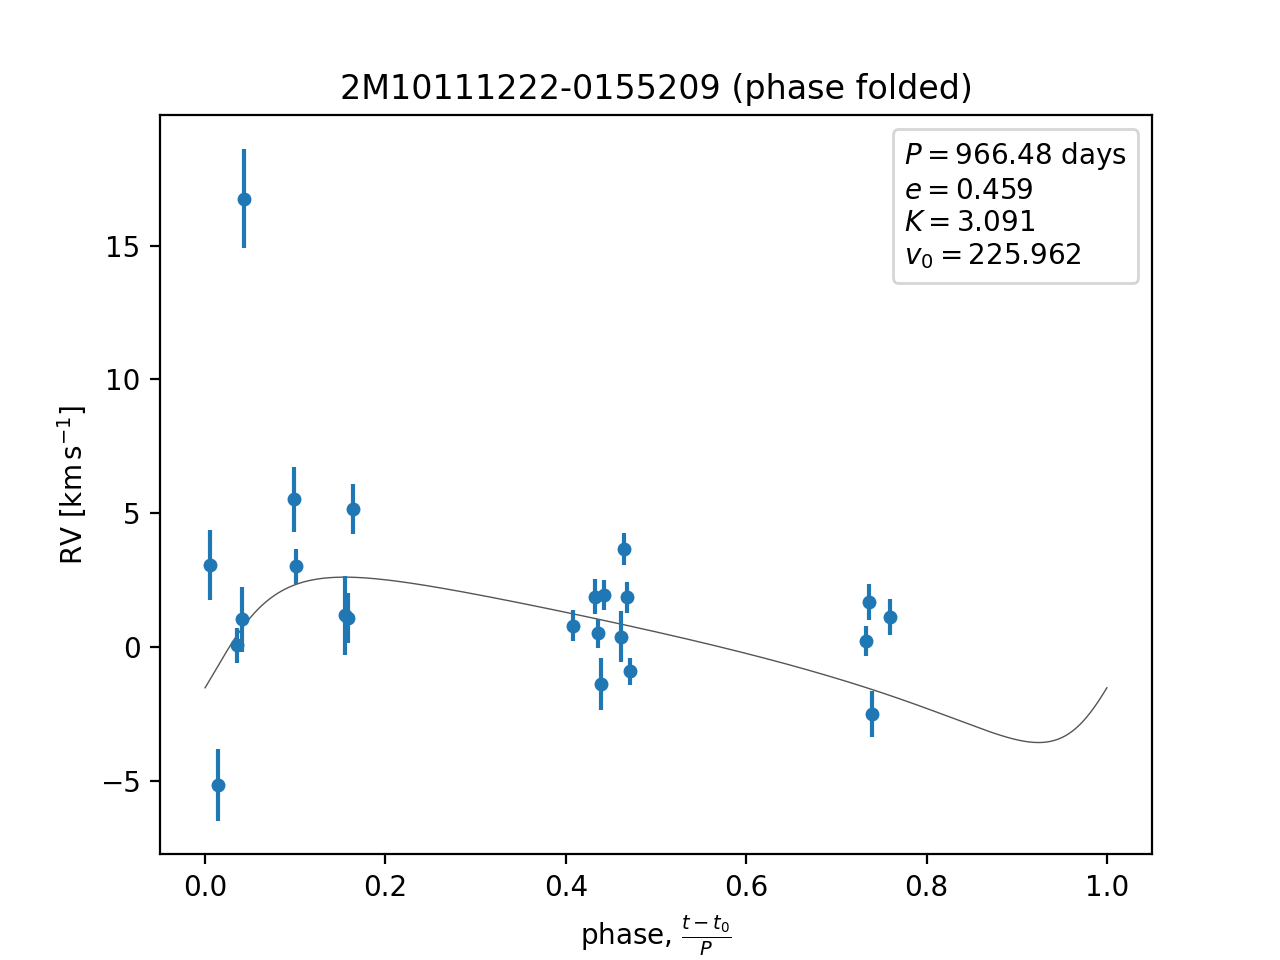 2M10111222-0155209 (phase folded)
P = 966.48 days
e = 0.459
K = 3.091
v₀ = 225.962
15
10
5
0
−5
RV [km s⁻¹]
0.0 0.2 0.4 0.6 0.8 1.0
phase, (t − t₀)/P